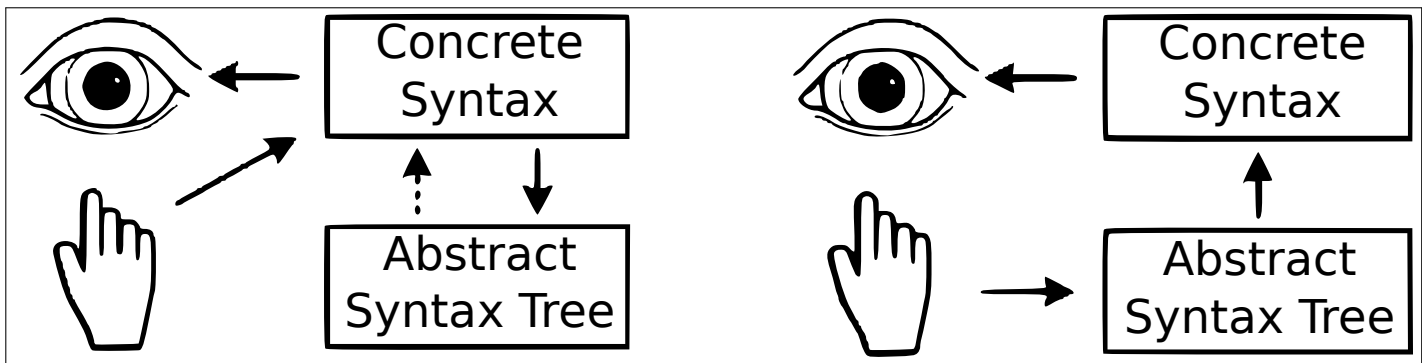 Concrete
Syntax
Abstract
Syntax Tree
Concrete
Syntax
Abstract
Syntax Tree